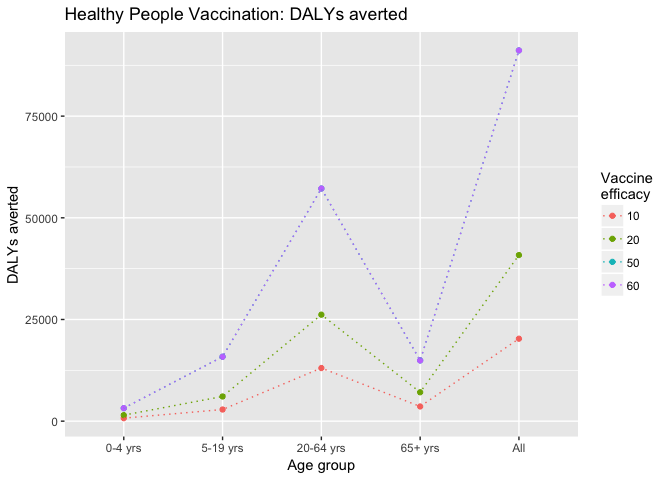 Healthy People Vaccination: DALYs averted
DALYs averted
75000
50000
25000
0
0-4 yrs
5-19 yrs
20-64 yrs
65+ yrs
All
Age group
Vaccine
efficacy
10
20
50
60